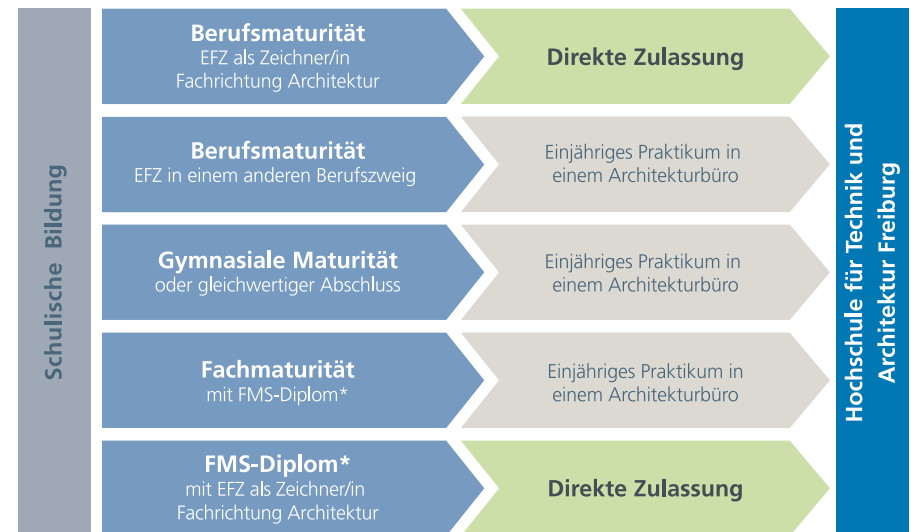 Schulische Bildung
Berufsmaturität
EFZ als Zeichner/in
Fachrichtung Architektur
Direkte Zulassung
Berufsmaturität
EFZ in einem anderen Berufszweig
Einjähriges Praktikum in
einem Architekturbüro
Gymnasiale Maturität
oder gleichwertiger Abschluss
Einjähriges Praktikum in
einem Architekturbüro
Fachmaturität
mit FMS-Diplom*
Einjähriges Praktikum in
einem Architekturbüro
FMS-Diplom*
mit EFZ als Zeichner/in
Fachrichtung Architektur
Direkte Zulassung
Hochschule für Technik und
Architektur Freiburg